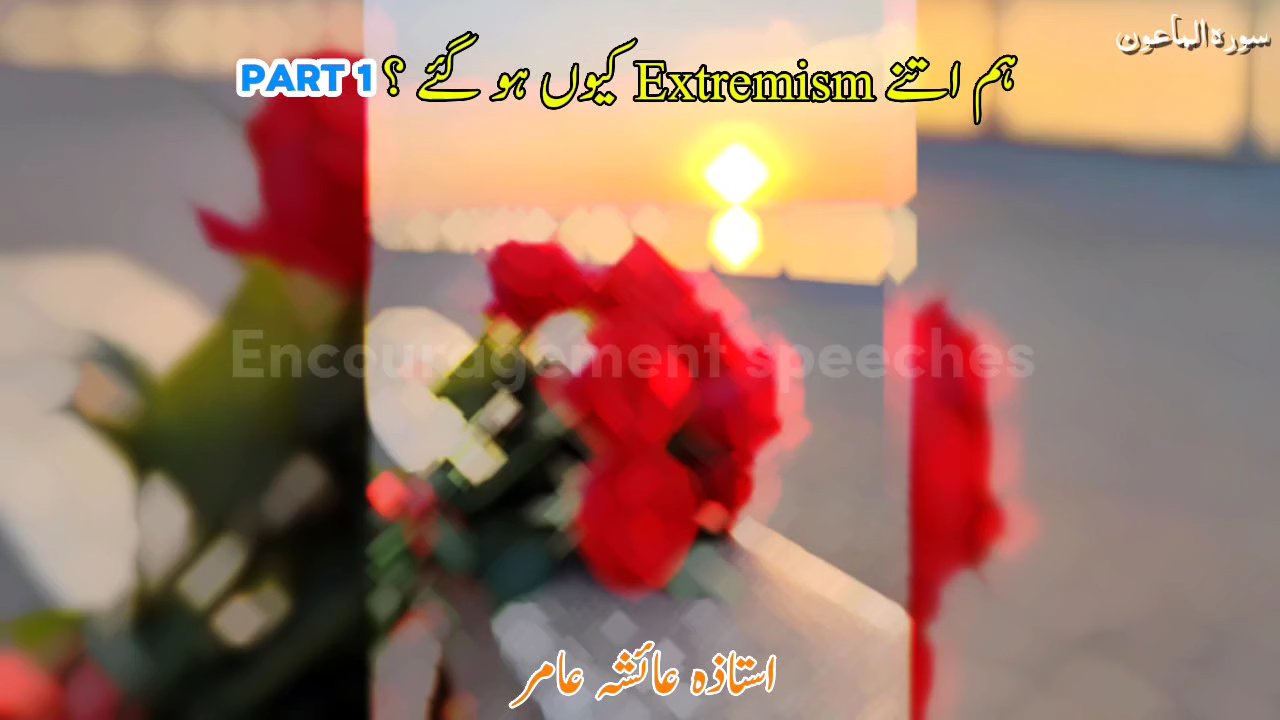 سورہ الماعون
ہم اتنے Extremism کیوں ہو گئے ؟ PART 1
Encouragement speeches
استاذہ عائشہ عامر